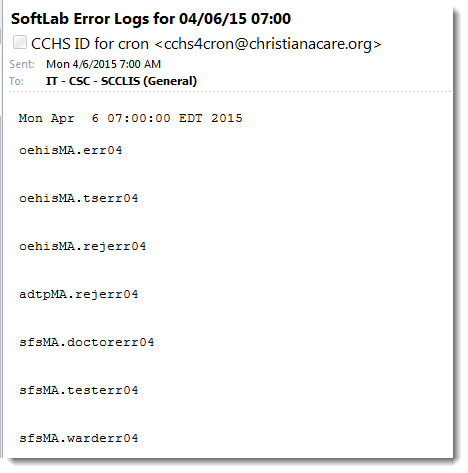 SoftLab Error Logs for 04/06/15 07:00
CCHS ID for cron <cchs4cron@christianacare.org>
Sent: Mon 4/6/2015 7:00 AM
To: IT - CSC - SCCLIS (General)
Mon Apr  6 07:00:00 EDT 2015
oehisMA.err04
oehisMA.tserr04
oehisMA.rejerr04
adtpMA.rejerr04
sfsMA.doctorerr04
sfsMA.testerr04
sfsMA.warderr04